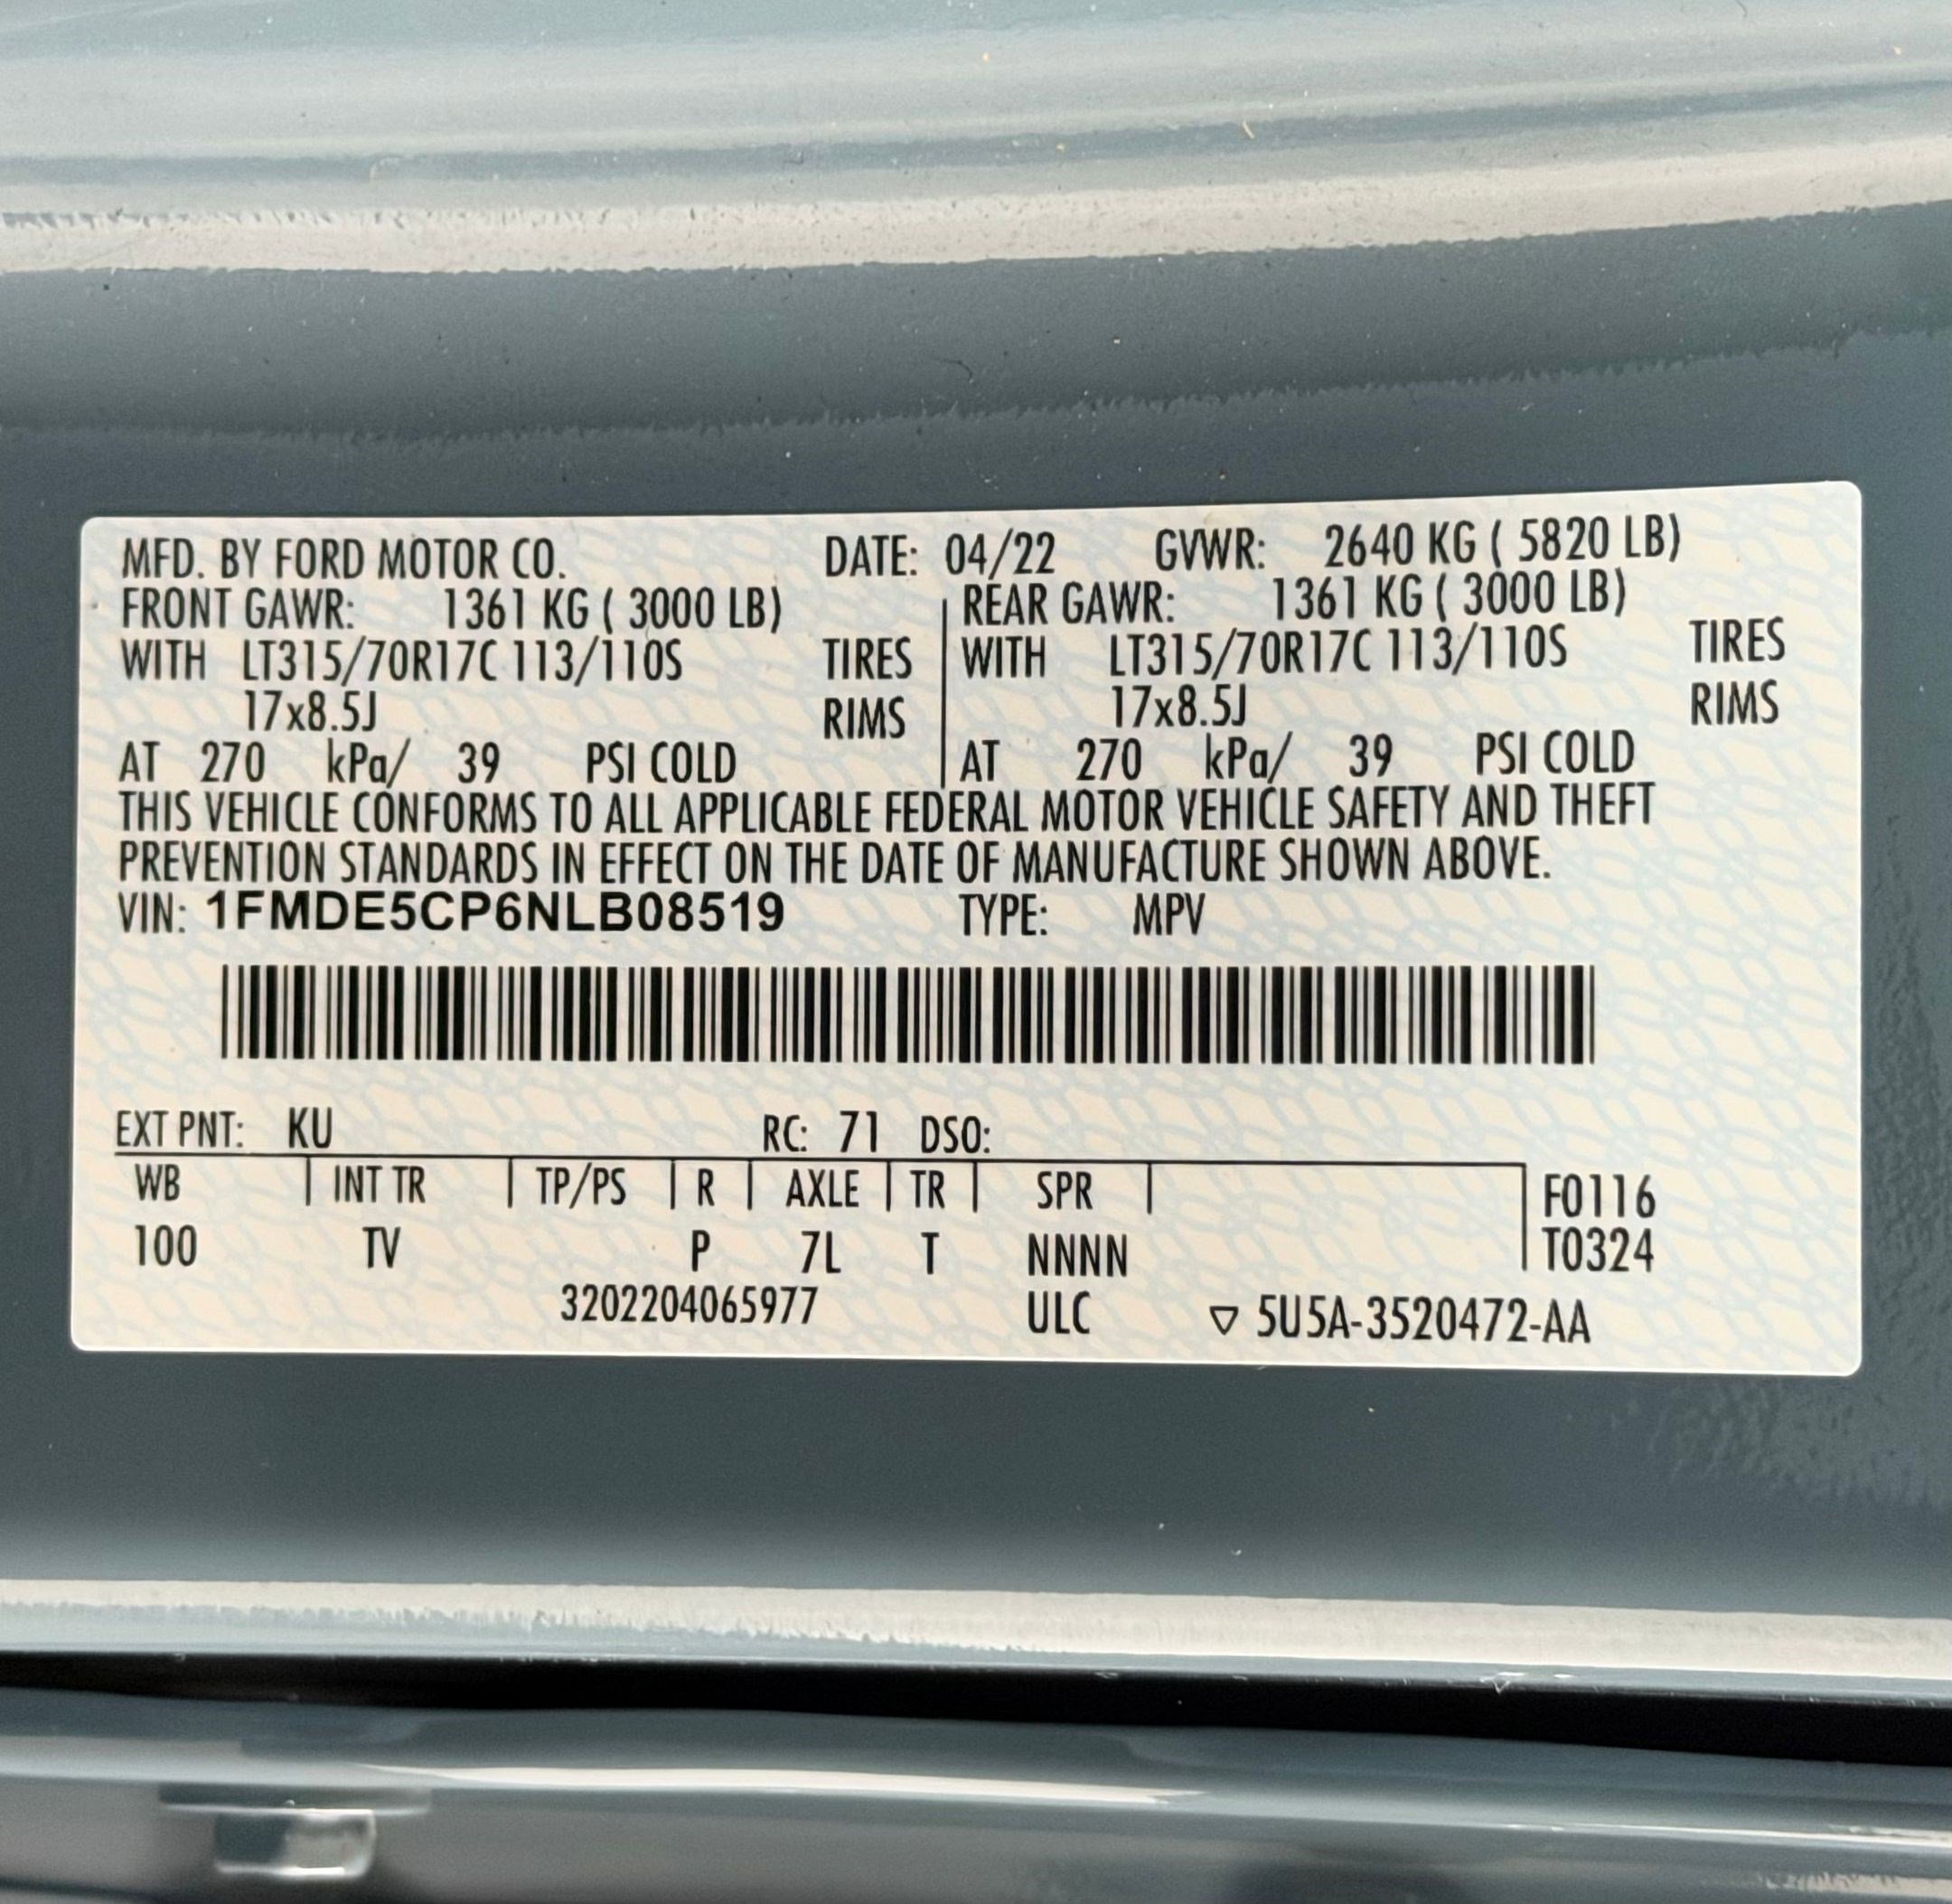 MFD. BY FORD MOTOR CO. DATE: 04/22 GVWR: 2640 KG ( 5820 LB)
FRONT GAWR: 1361 KG ( 3000 LB) REAR GAWR: 1361 KG ( 3000 LB)
WITH LT315/70R17C 113/110S TIRES WITH LT315/70R17C 113/110S TIRES
17x8.5J RIMS 17x8.5J RIMS
AT 270 kPa/ 39 PSI COLD AT 270 kPa/ 39 PSI COLD
THIS VEHICLE CONFORMS TO ALL APPLICABLE FEDERAL MOTOR VEHICLE SAFETY AND THEFT
PREVENTION STANDARDS IN EFFECT ON THE DATE OF MANUFACTURE SHOWN ABOVE.
VIN: 1FMDE5CP6NLB08519 TYPE: MPV
EXT PNT: KU RC: 71 DSO:
WB INT TR TP/PS R AXLE TR SPR F0116
100 TV P 7L T NNNN T0324
3202204065977 ULC ▽ 5U5A-3520472-AA